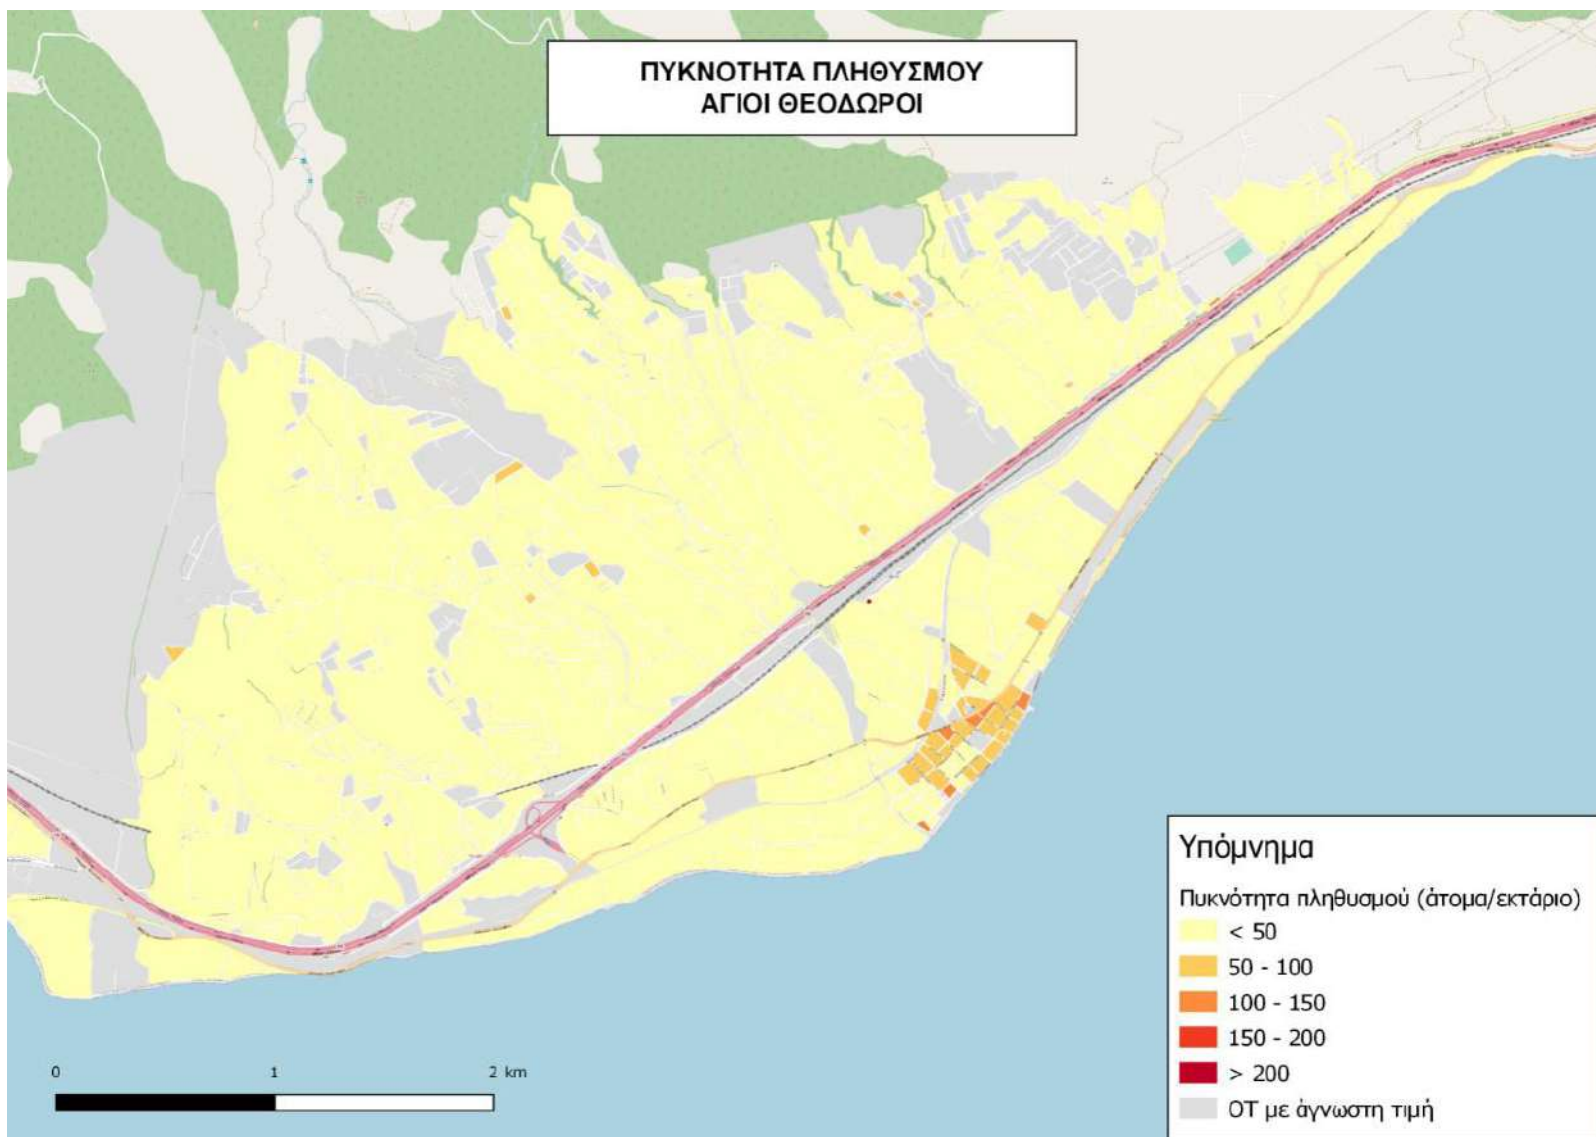 ΠΥΚΝΟΤΗΤΑ ΠΛΗΘΥΣΜΟΥ
ΑΓΙΟΙ ΘΕΟΔΩΡΟΙ
Υπόμνημα
Πυκνότητα πληθυσμού (άτομα/εκτάριο)
< 50
50 - 100
100 - 150
150 - 200
> 200
ΟΤ με άγνωστη τιμή
0 1 2 km